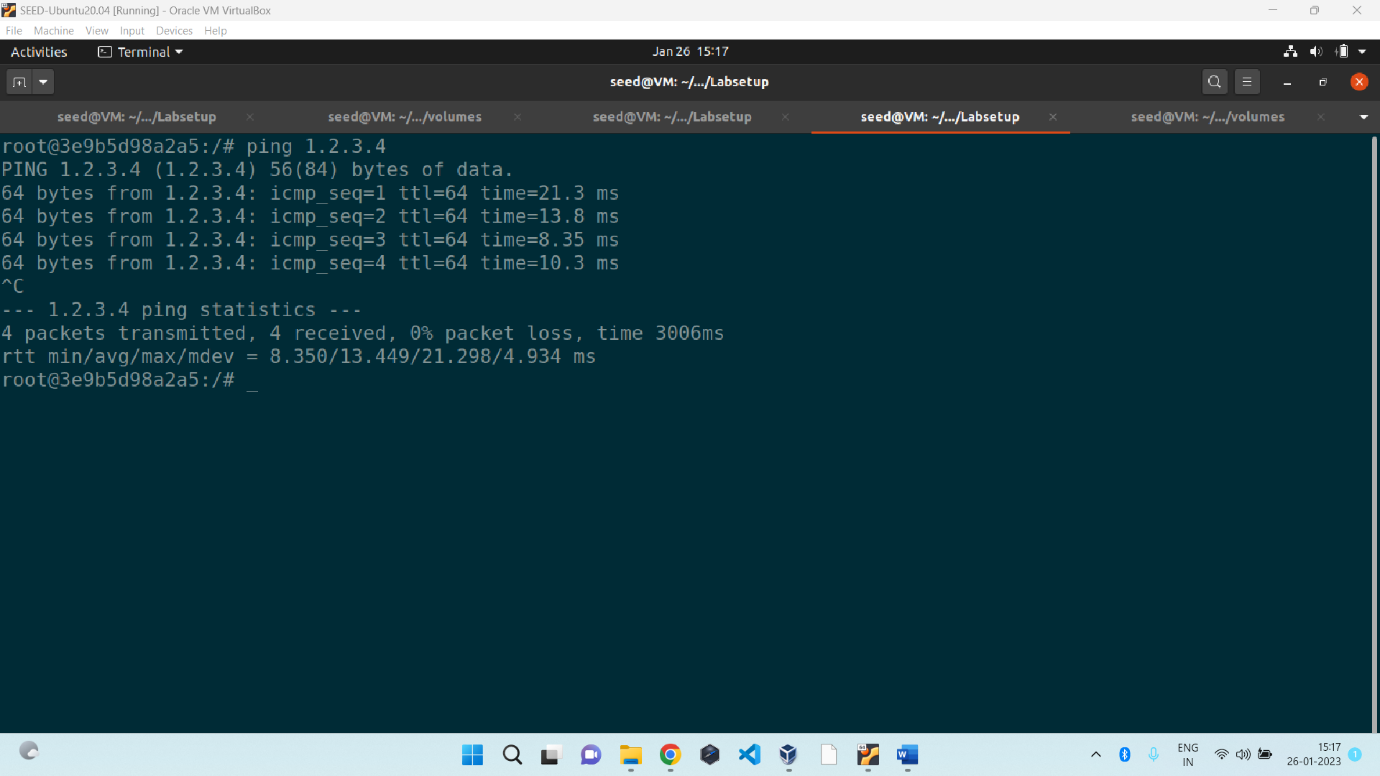 SEED-Ubuntu20.04 [Running] - Oracle VM VirtualBox
File Machine View Input Devices Help
Activities Terminal Jan 26 15:17
seed@VM: ~/.../Labsetup
seed@VM: ~/.../Labsetup seed@VM: ~/.../volumes seed@VM: ~/.../Labsetup seed@VM: ~/.../Labsetup seed@VM: ~/.../volumes
root@3e9b5d98a2a5:/# ping 1.2.3.4
PING 1.2.3.4 (1.2.3.4) 56(84) bytes of data.
64 bytes from 1.2.3.4: icmp_seq=1 ttl=64 time=21.3 ms
64 bytes from 1.2.3.4: icmp_seq=2 ttl=64 time=13.8 ms
64 bytes from 1.2.3.4: icmp_seq=3 ttl=64 time=8.35 ms
64 bytes from 1.2.3.4: icmp_seq=4 ttl=64 time=10.3 ms
^C
--- 1.2.3.4 ping statistics ---
4 packets transmitted, 4 received, 0% packet loss, time 3006ms
rtt min/avg/max/mdev = 8.350/13.449/21.298/4.934 ms
root@3e9b5d98a2a5:/# _
ENG 15:17
IN 26-01-2023 1